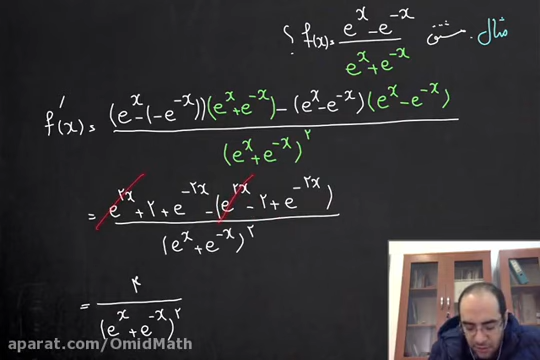 مثال. مشتق f(x)= (e^x - e^-x)/(e^x + e^-x) ؟
f'(x)= ((e^x-(-e^-x))(e^x+e^-x)-(e^x-e^-x)(e^x-e^-x))/(e^x+e^-x)^۲
= (e^۲x+۲+e^-۲x-(e^۲x-۲+e^-۲x))/(e^x+e^-x)^۲
= ۴/(e^x+e^-x)^۲
aparat.com/OmidMath